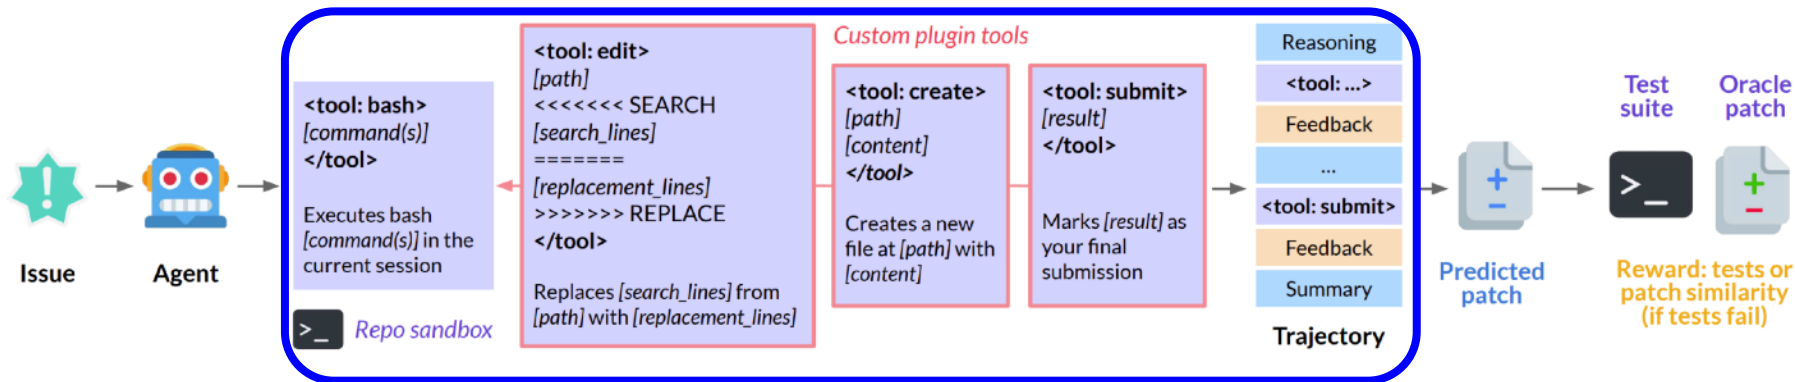 Issue
Agent
<tool: bash>
[command(s)]
</tool>
Executes bash
[command(s)] in the
current session
>_
Repo sandbox
<tool: edit>
[path]
<<<<<<< SEARCH
[search_lines]
=======
[replacement_lines]
>>>>>>> REPLACE
</tool>
Replaces [search_lines] from
[path] with [replacement_lines]
Custom plugin tools
<tool: create>
[path]
[content]
</tool>
Creates a new
file at [path] with
[content]
<tool: submit>
[result]
</tool>
Marks [result] as
your final
submission
Reasoning
<tool: ...>
Feedback
...
<tool: submit>
Feedback
Summary
Trajectory
Predicted
patch
Test
suite
Oracle
patch
>_
Reward: tests or
patch similarity
(if tests fail)